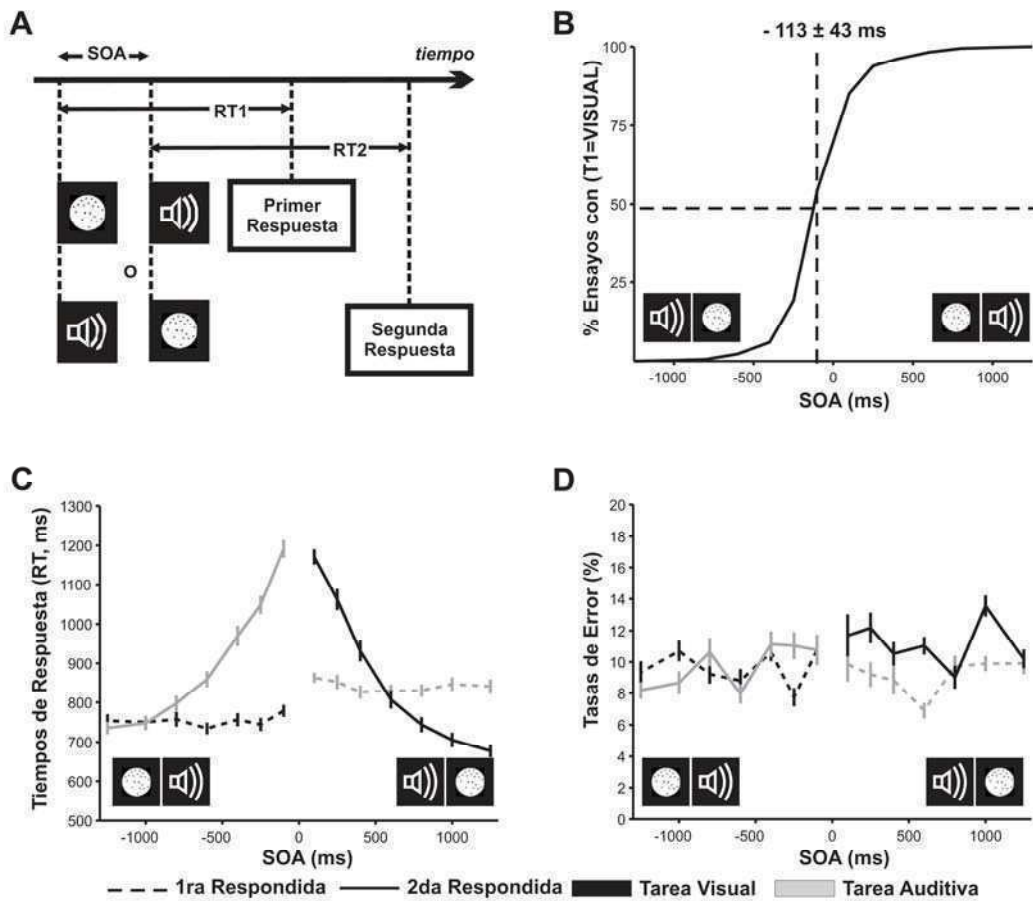 A
SOA
tiempo
RT1
RT2
Primer
Respuesta
O
Segunda
Respuesta
B
- 113 ± 43 ms
% Ensayos con (T1=VISUAL)
100
75
50
25
-1000
-500
0
500
1000
SOA (ms)
C
Tiempos de Respuesta (RT, ms)
1300
1200
1100
1000
900
800
700
600
500
-1000
-500
0
500
1000
SOA (ms)
D
Tasas de Error (%)
20
18
16
14
12
10
8
6
4
2
0
-1000
-500
0
500
1000
SOA (ms)
1ra Respondida
2da Respondida
Tarea Visual
Tarea Auditiva